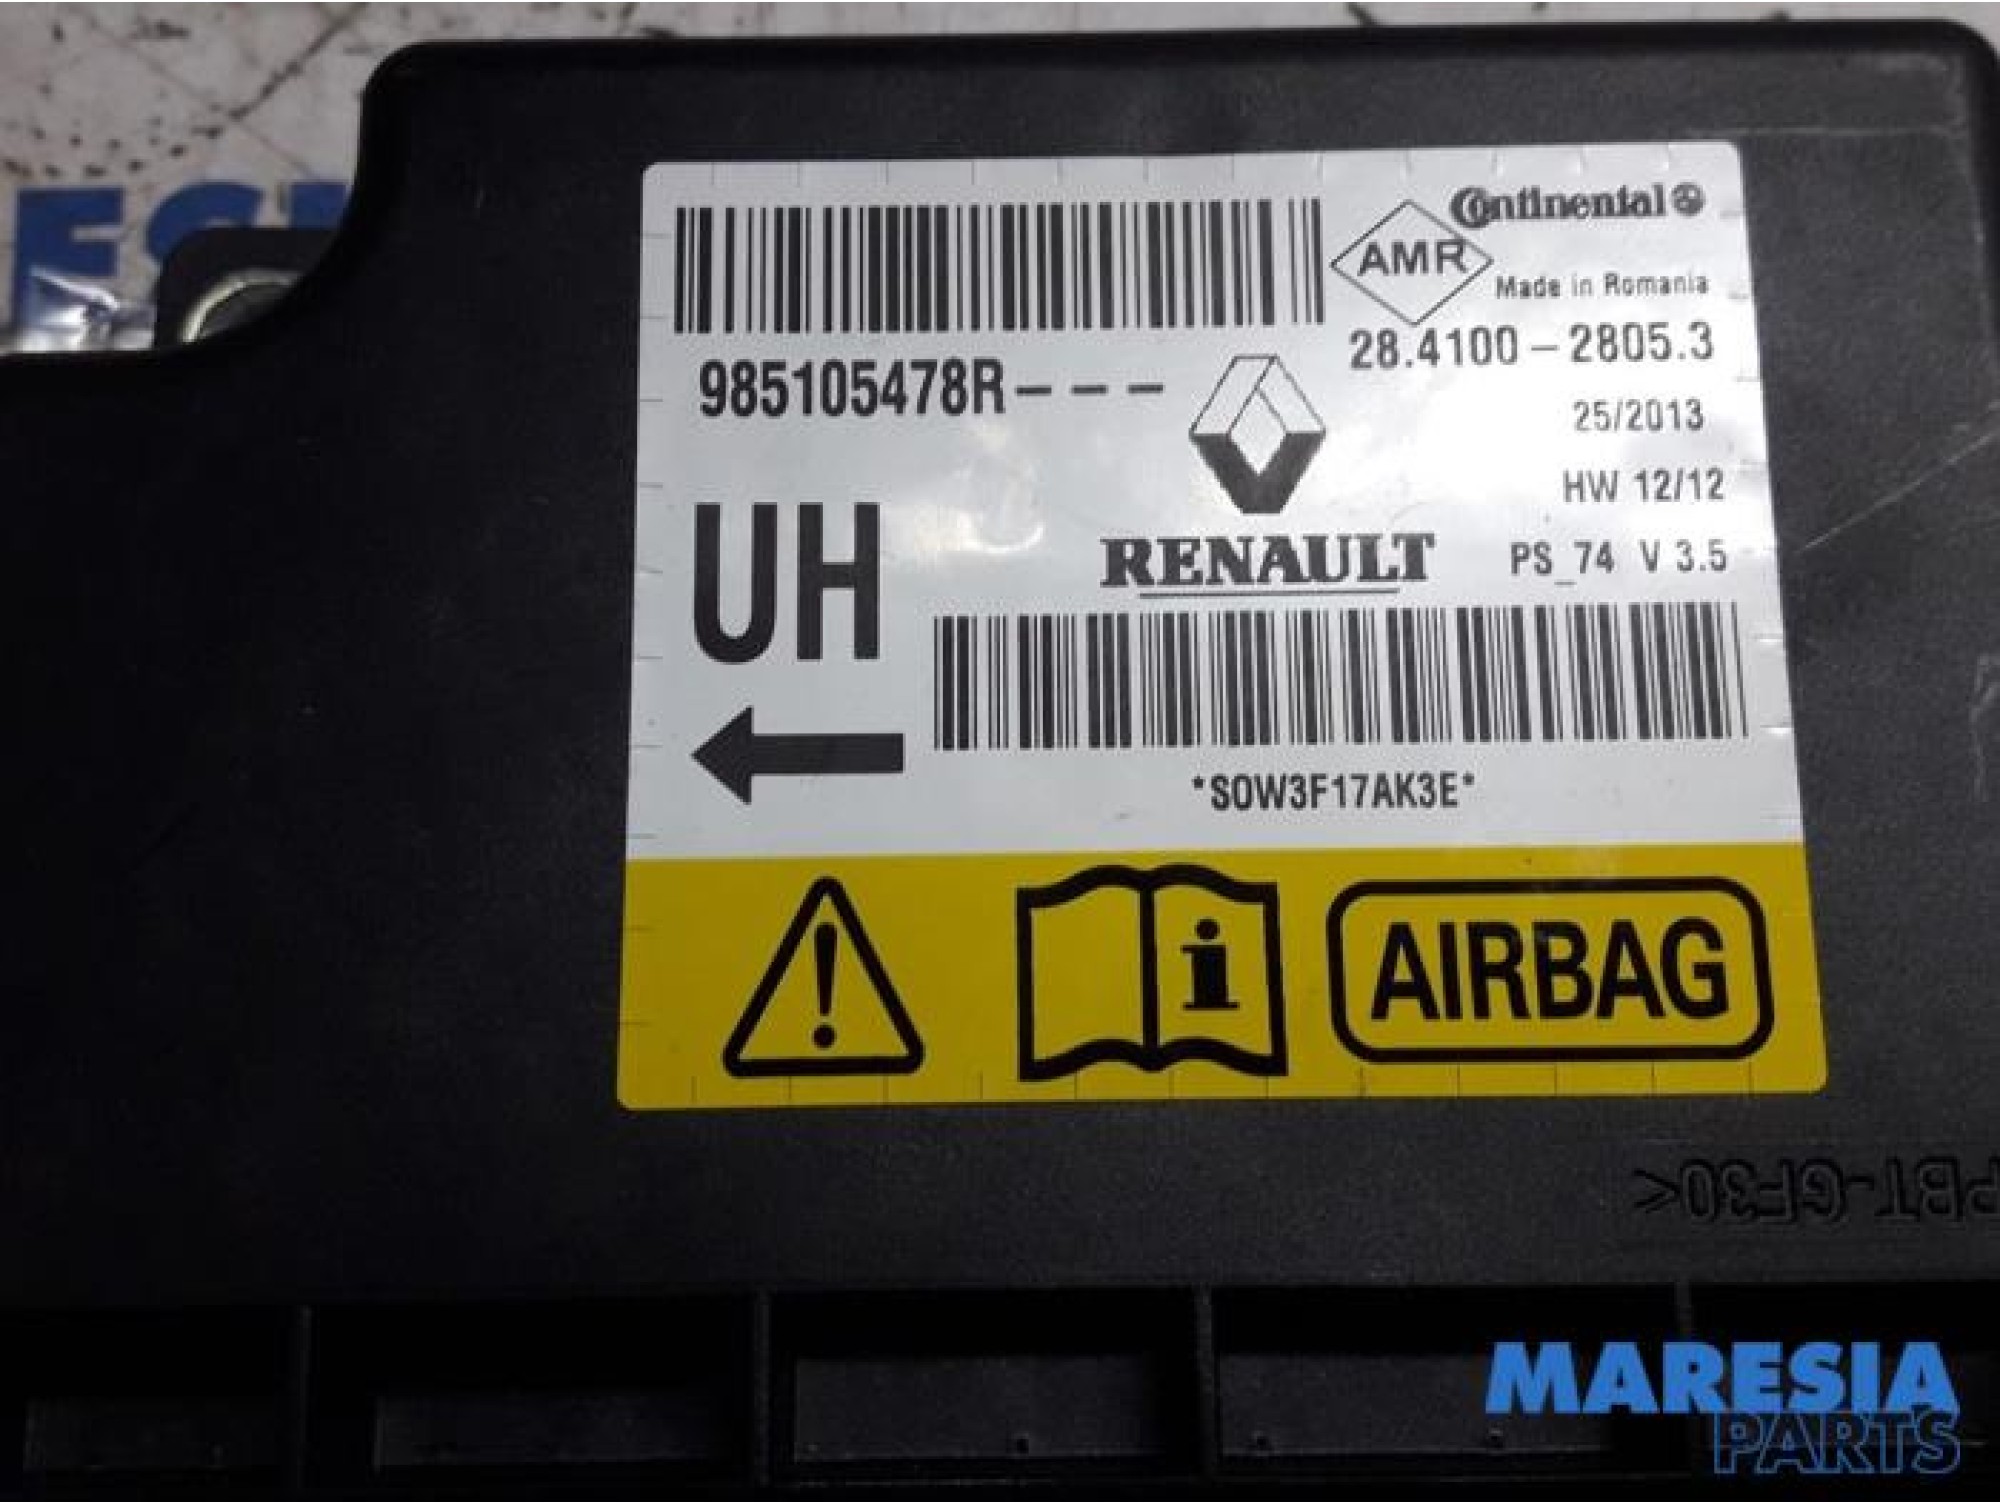 Continental
AMR
Made in Romania
28.4100-2805.3
985105478R---
25/2013
HW 12/12
UH
RENAULT
PS_74 V 3.5
*S0W3F17AK3E*
! i AIRBAG
PBT-GF30<
MARESIA
PARTS